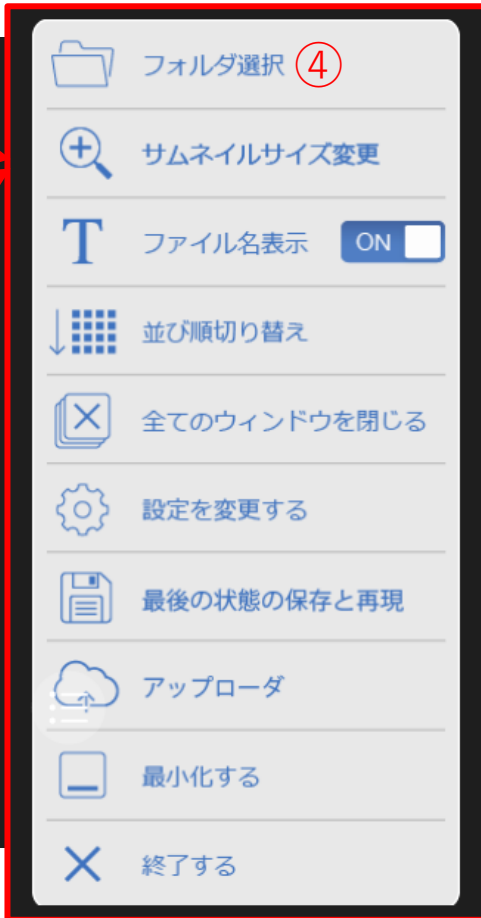 フォルダ選択 ④
サムネイルサイズ変更
ファイル名表示 ON
並び順切り替え
全てのウィンドウを閉じる
設定を変更する
最後の状態の保存と再現
アップローダ
最小化する
終了する